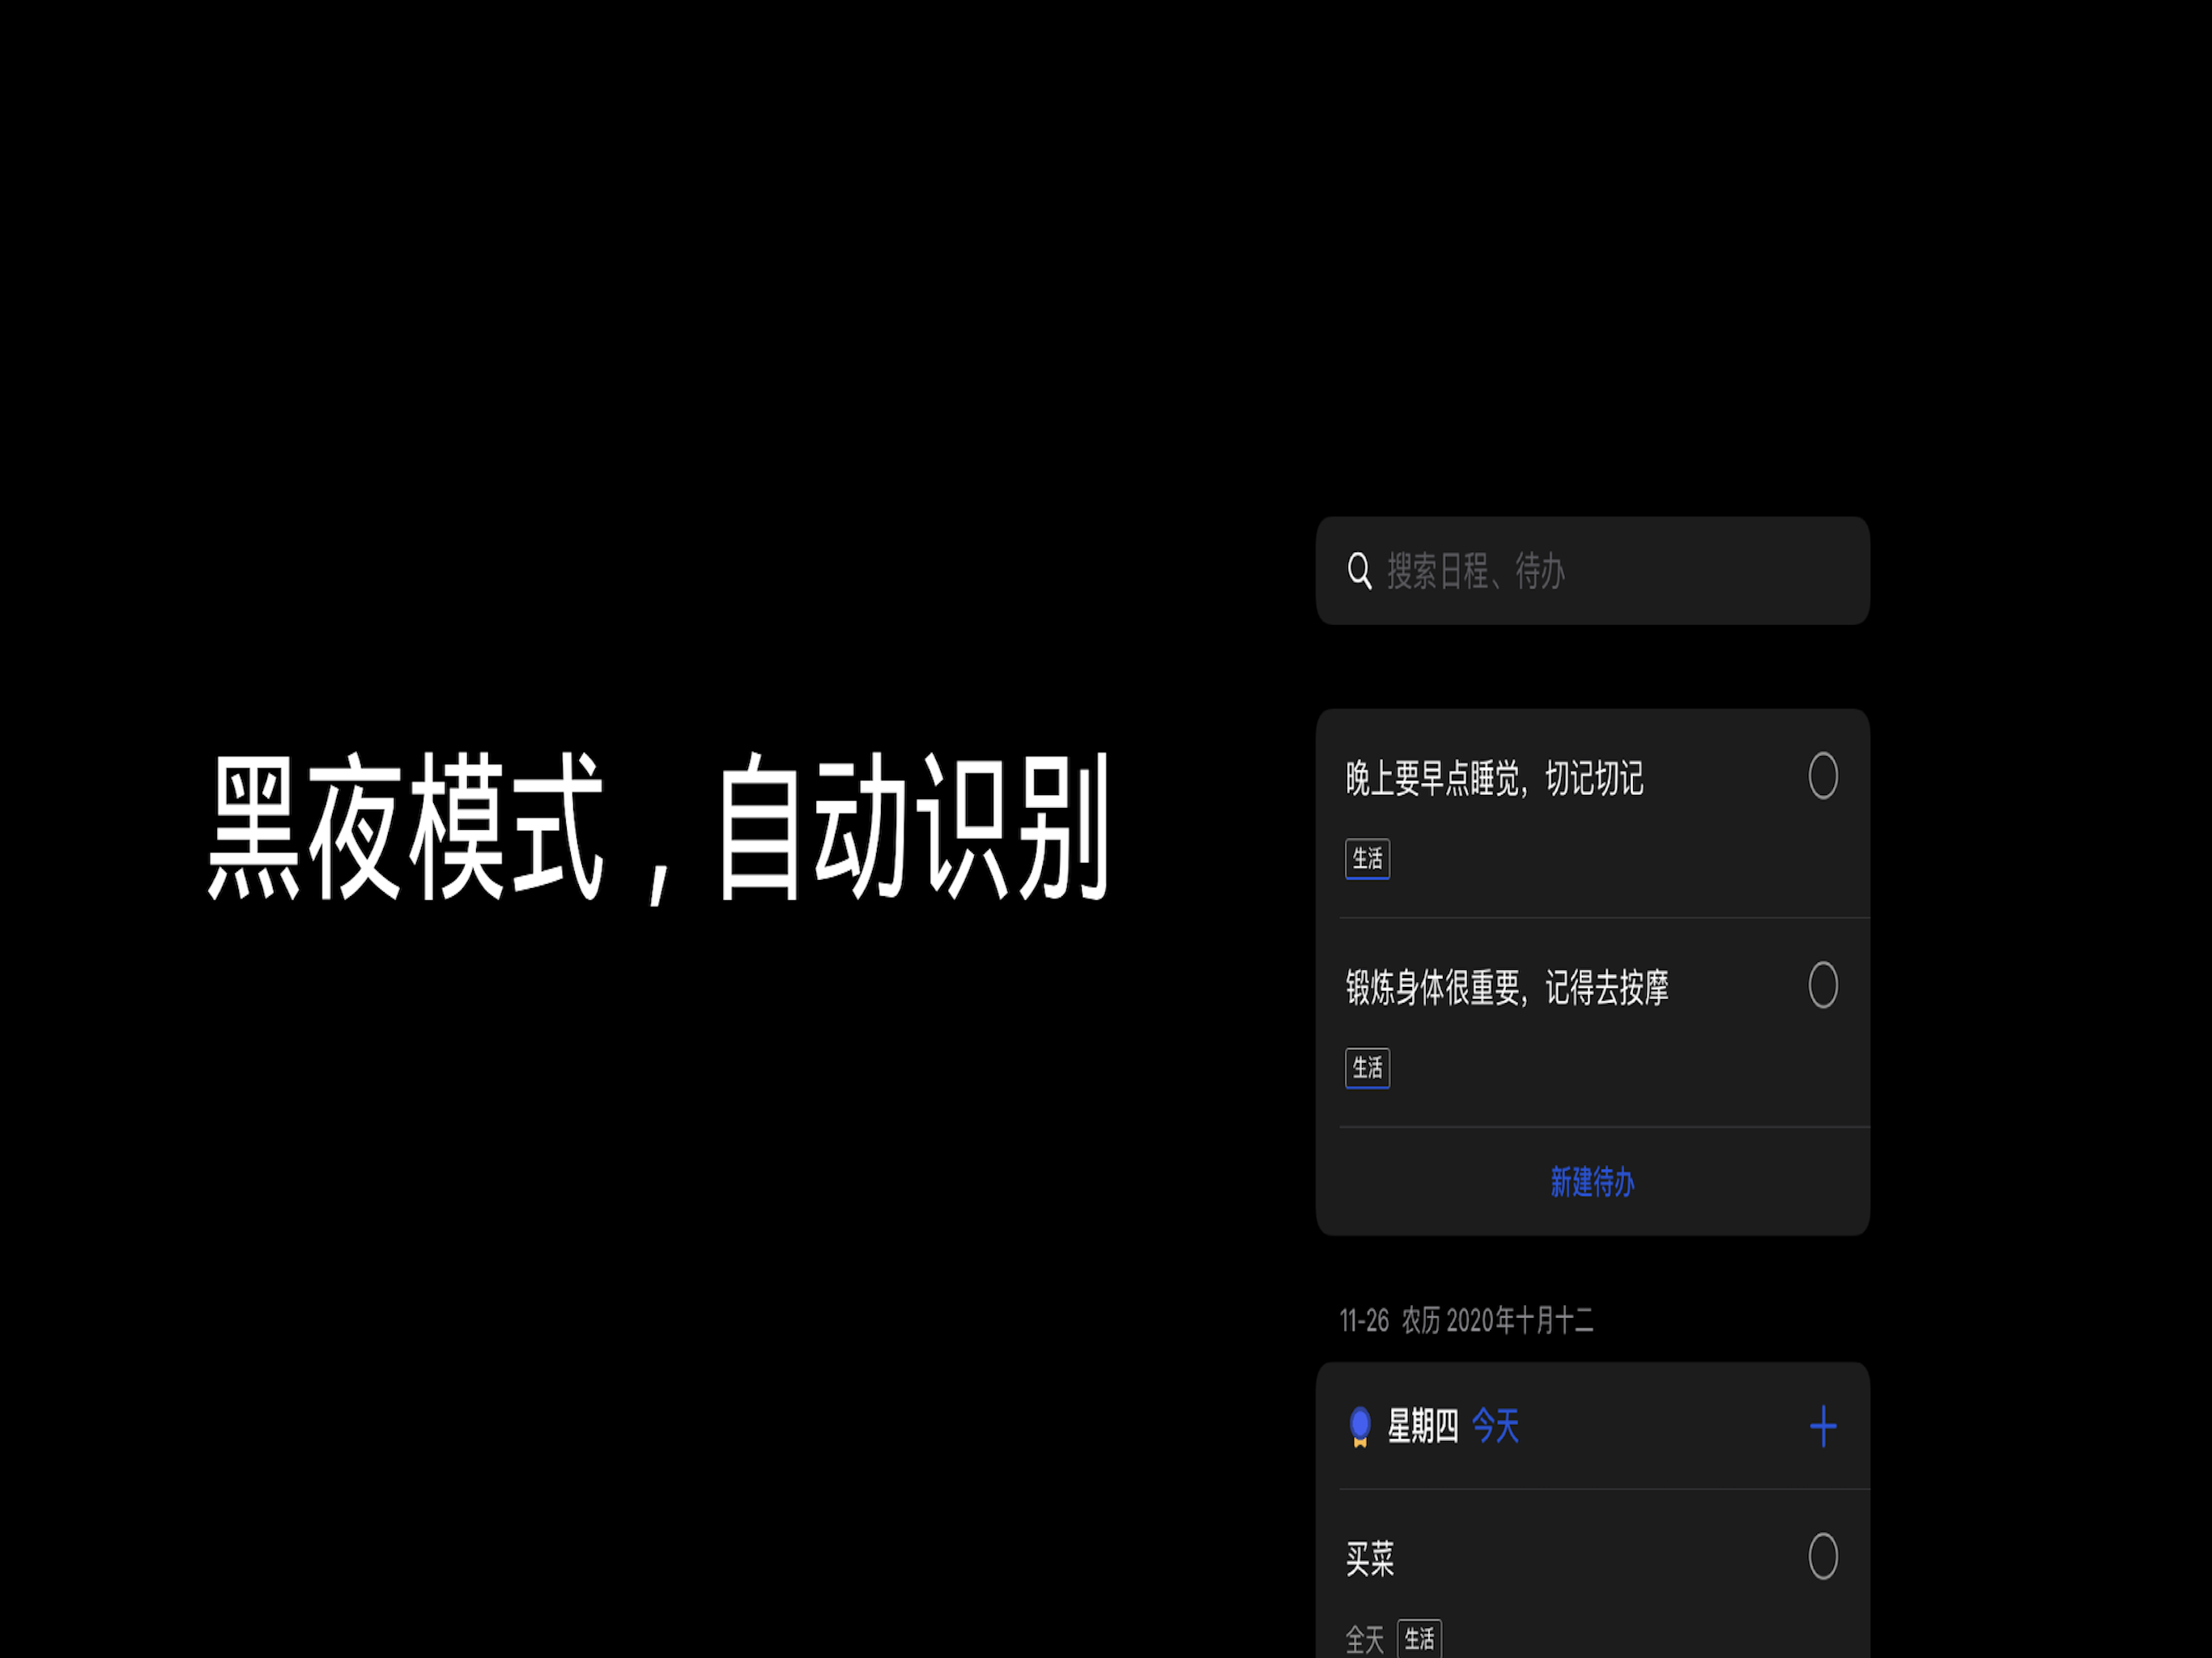 黑夜模式，自动识别
搜索日程、待办
晚上要早点睡觉，切记切记
生活
锻炼身体很重要，记得去按摩
生活
新建待办
11-26 农历 2020年十月十二
星期四 今天
买菜
全天 生活